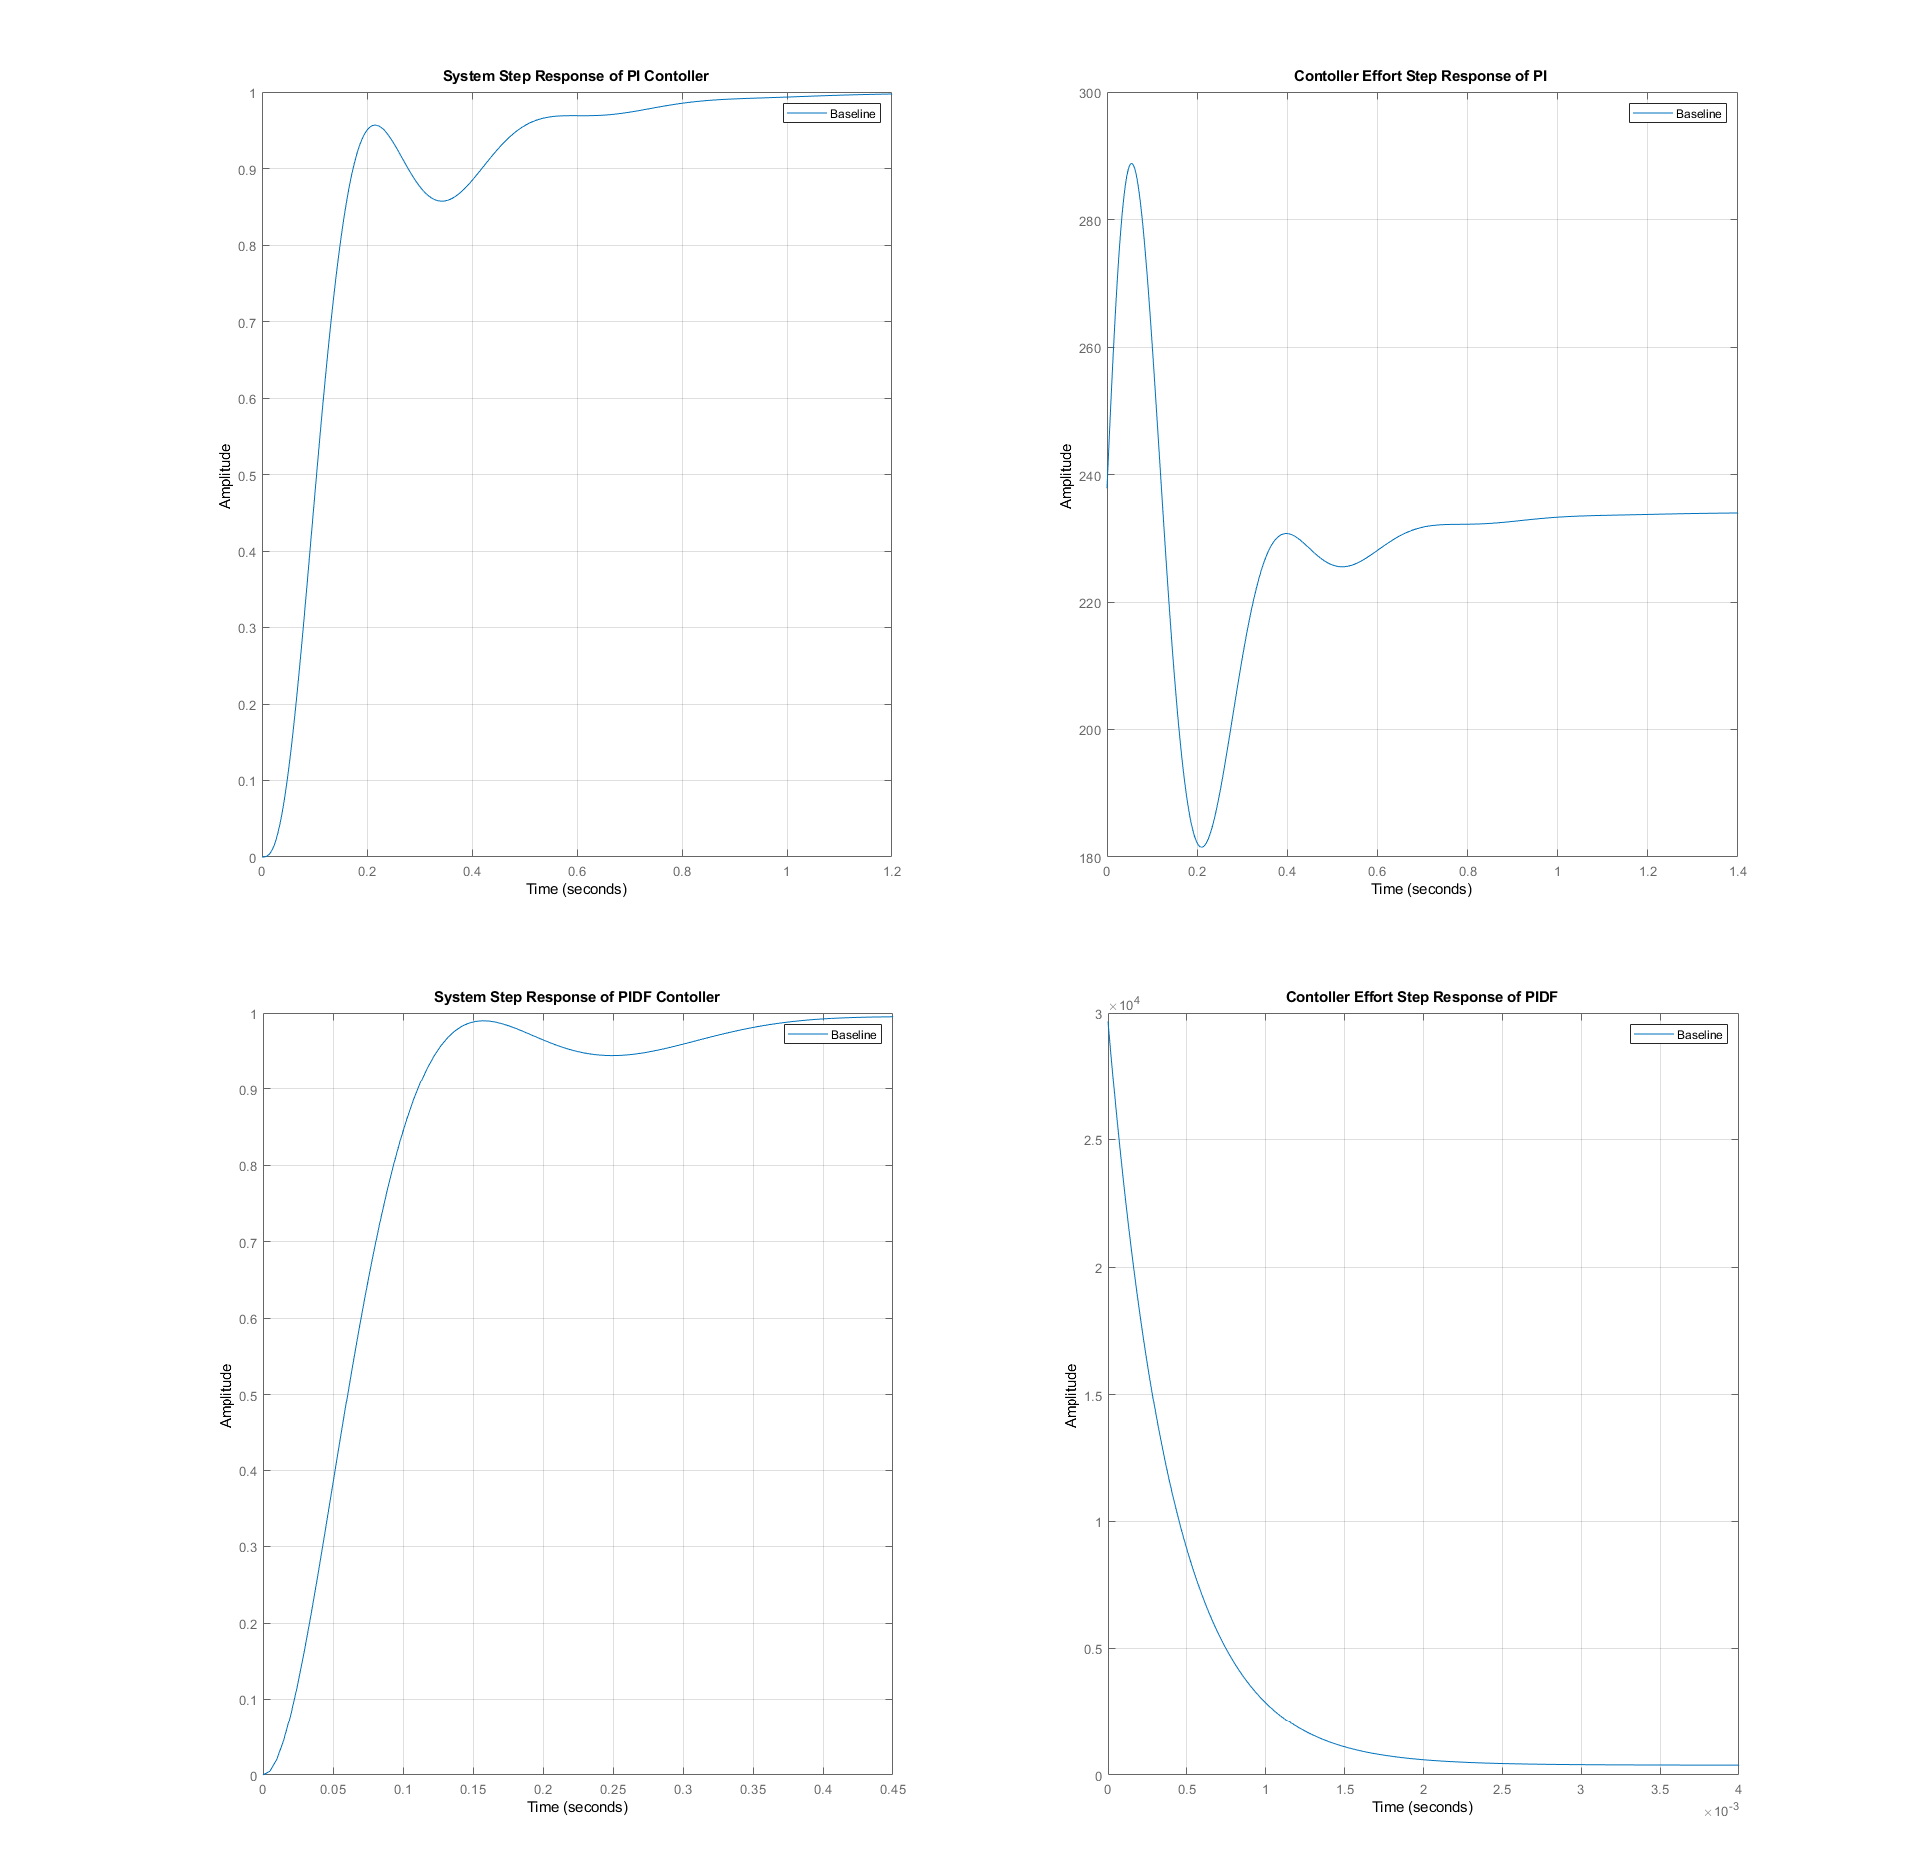 System Step Response of PI Contoller
Baseline
1
0.9
0.8
0.7
0.6
0.5
0.4
0.3
0.2
0.1
0
Amplitude
0 0.2 0.4 0.6 0.8 1 1.2
Time (seconds)
Contoller Effort Step Response of PI
Baseline
300
280
260
240
220
200
180
Amplitude
0 0.2 0.4 0.6 0.8 1 1.2 1.4
Time (seconds)
System Step Response of PIDF Contoller
Baseline
1
0.9
0.8
0.7
0.6
0.5
0.4
0.3
0.2
0.1
0
Amplitude
0 0.05 0.1 0.15 0.2 0.25 0.3 0.35 0.4 0.45
Time (seconds)
Contoller Effort Step Response of PIDF
×10⁴
Baseline
3
2.5
2
1.5
1
0.5
0
Amplitude
0 0.5 1 1.5 2 2.5 3 3.5 4
Time (seconds)
×10⁻³